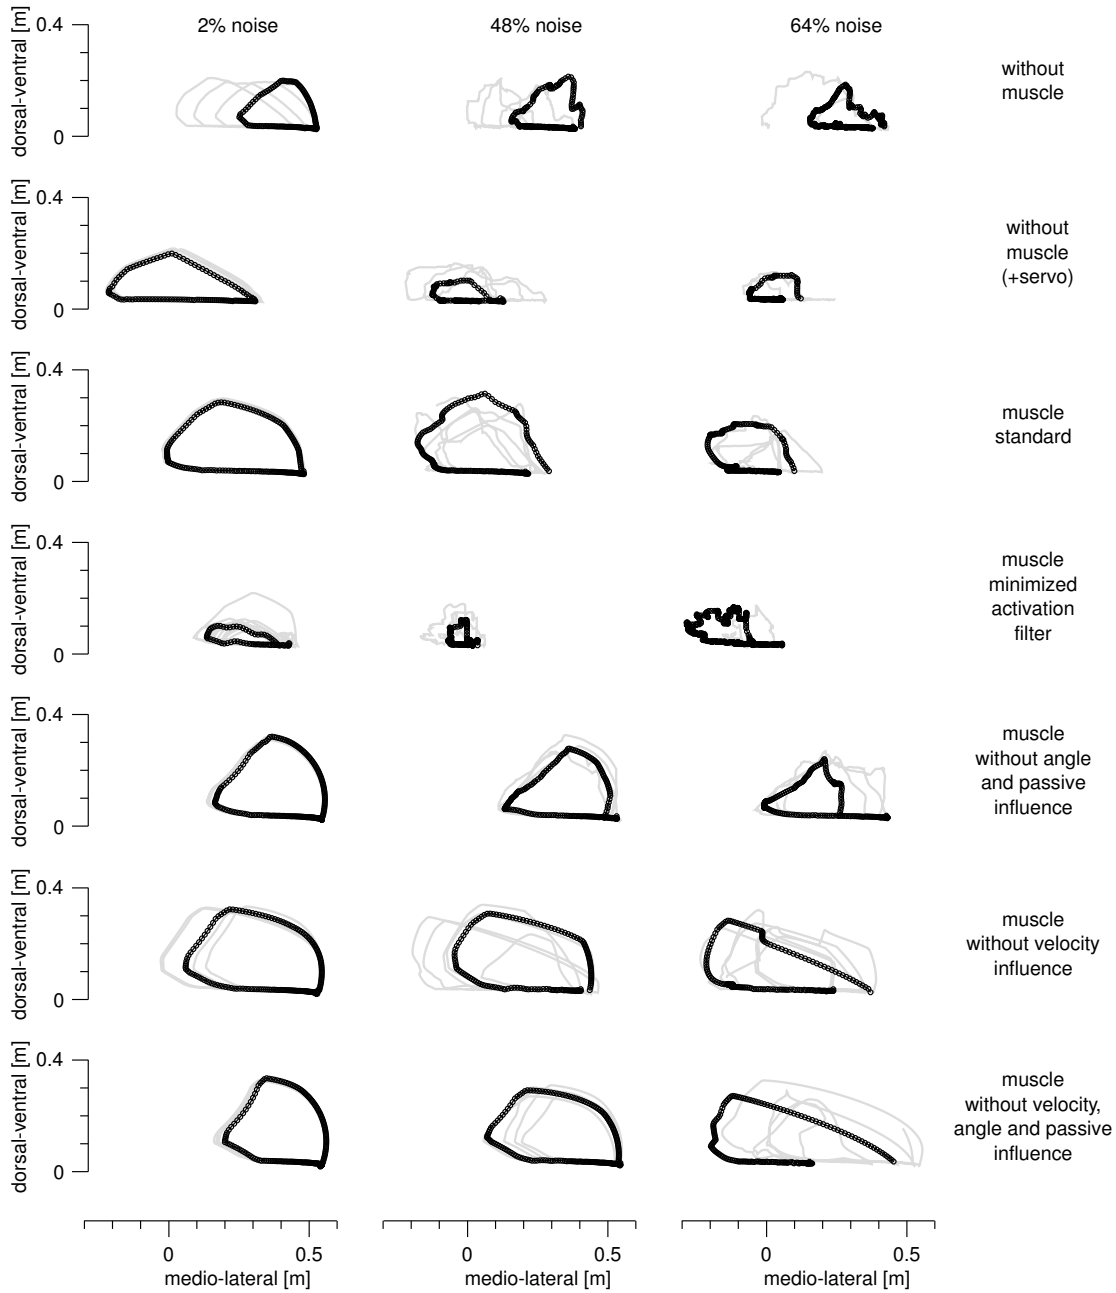 2% noise 48% noise 64% noise
dorsal-ventral [m]
0.4
0
without
muscle
dorsal-ventral [m]
0.4
0
without
muscle
(+servo)
dorsal-ventral [m]
0.4
0
muscle
standard
dorsal-ventral [m]
0.4
0
muscle
minimized
activation
filter
dorsal-ventral [m]
0.4
0
muscle
without angle
and passive
influence
dorsal-ventral [m]
0.4
0
muscle
without velocity
influence
dorsal-ventral [m]
0.4
0
muscle
without velocity,
angle and passive
influence
0 0.5 0 0.5 0 0.5
medio-lateral [m] medio-lateral [m] medio-lateral [m]